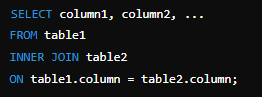 SELECT column1, column2, ...
FROM table1
INNER JOIN table2
ON table1.column = table2.column;